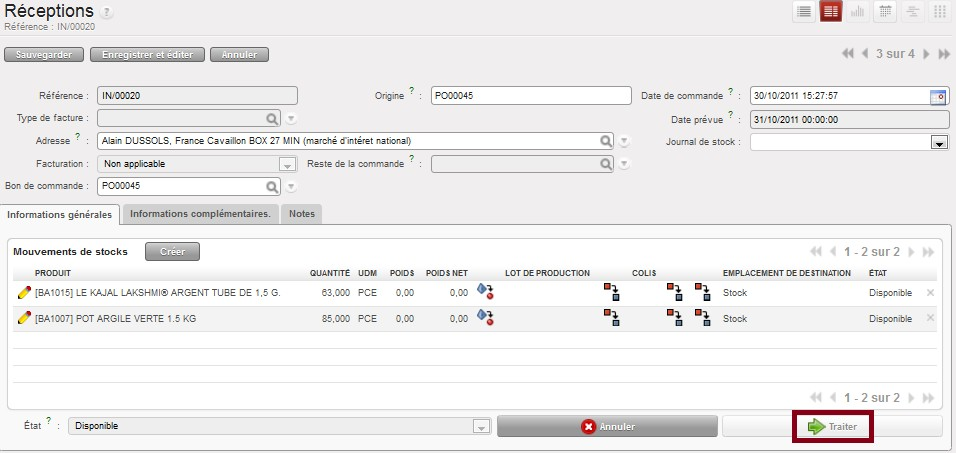 Réceptions ?
Référence : IN/00020
Sauvegarder Enregistrer et éditer Annuler 3 sur 4
Référence : IN/00020 Origine ? : PO00045 Date de commande ? : 30/10/2011 15:27:57
Type de facture : Date prévue ? : 31/10/2011 00:00:00
Adresse ? : Alain DUSSOLS, France Cavaillon BOX 27 MIN (marché d'intéret national) Journal de stock :
Facturation : Non applicable Reste de la commande ? :
Bon de commande : PO00045
Informations générales Informations complémentaires. Notes
Mouvements de stocks Créer 1 - 2 sur 2
PRODUIT QUANTITÉ UDM POIDS POIDS NET LOT DE PRODUCTION COLIS EMPLACEMENT DE DESTINATION ÉTAT
[BA1015] LE KAJAL LAKSHMI® ARGENT TUBE DE 1,5 G. 63,000 PCE 0,00 0,00 Stock Disponible
[BA1007] POT ARGILE VERTE 1.5 KG 85,000 PCE 0,00 0,00 Stock Disponible
1 - 2 sur 2
État ? : Disponible Annuler Traiter